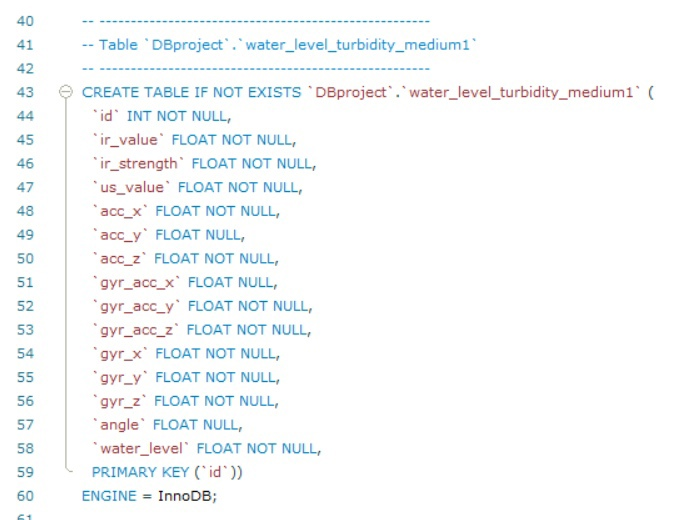 40 -- -----------------------------------------------------
41 -- Table `DBproject`.`water_level_turbidity_medium1`
42 -- -----------------------------------------------------
43 CREATE TABLE IF NOT EXISTS `DBproject`.`water_level_turbidity_medium1` (
44 `id` INT NOT NULL,
45 `ir_value` FLOAT NOT NULL,
46 `ir_strength` FLOAT NOT NULL,
47 `us_value` FLOAT NOT NULL,
48 `acc_x` FLOAT NOT NULL,
49 `acc_y` FLOAT NULL,
50 `acc_z` FLOAT NOT NULL,
51 `gyr_acc_x` FLOAT NULL,
52 `gyr_acc_y` FLOAT NOT NULL,
53 `gyr_acc_z` FLOAT NOT NULL,
54 `gyr_x` FLOAT NOT NULL,
55 `gyr_y` FLOAT NOT NULL,
56 `gyr_z` FLOAT NOT NULL,
57 `angle` FLOAT NULL,
58 `water_level` FLOAT NOT NULL,
59 PRIMARY KEY (`id`))
60 ENGINE = InnoDB;
61